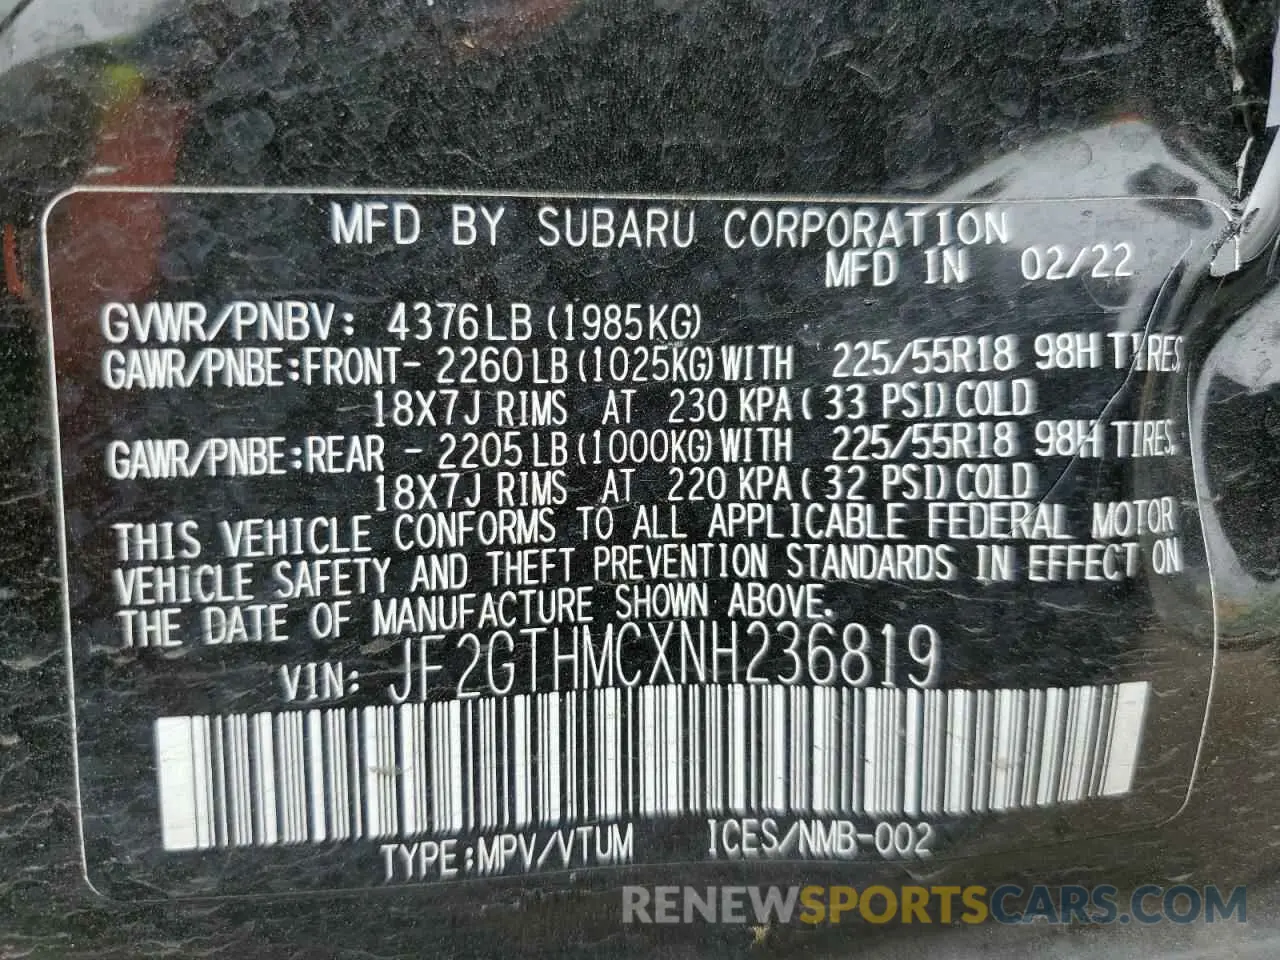 MFD BY SUBARU CORPORATION
MFD IN 02/22
GVWR/PNBV: 4376LB (1985KG)
GAWR/PNBE:FRONT- 2260LB (1025KG) WITH 225/55R18 98H TIRES,
18X7J RIMS AT 230 KPA ( 33 PSI) COLD
GAWR/PNBE:REAR - 2205LB (1000KG) WITH 225/55R18 98H TIRES,
18X7J RIMS AT 220 KPA ( 32 PSI) COLD
THIS VEHICLE CONFORMS TO ALL APPLICABLE FEDERAL MOTOR
VEHICLE SAFETY AND THEFT PREVENTION STANDARDS IN EFFECT ON
THE DATE OF MANUFACTURE SHOWN ABOVE.
VIN: JF2GTHMCXNH236819
TYPE:MPV/VTUM ICES/NMB-002
RENEWSPORTSCARS.COM